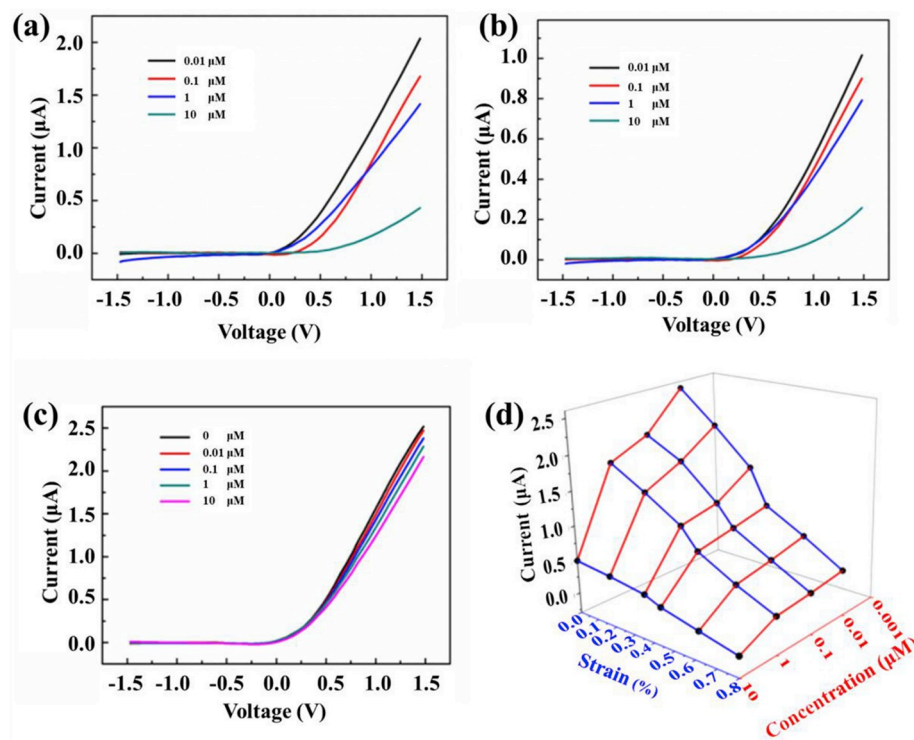 (a)
2.0
1.5
1.0
0.5
0.0
Current (μA)
0.01 μM
0.1 μM
1 μM
10 μM
-1.5 -1.0 -0.5 0.0 0.5 1.0 1.5
Voltage (V)
(b)
1.0
0.8
0.6
0.4
0.2
0.0
Current (μA)
0.01 μM
0.1 μM
1 μM
10 μM
-1.5 -1.0 -0.5 0.0 0.5 1.0 1.5
Voltage (V)
(c)
2.5
2.0
1.5
1.0
0.5
0.0
Current (μA)
0 μM
0.01 μM
0.1 μM
1 μM
10 μM
-1.5 -1.0 -0.5 0.0 0.5 1.0 1.5
Voltage (V)
(d)
2.5
2.0
1.5
1.0
0.5
0.0
Current (μA)
0.0 0.1 0.2 0.3 0.4 0.5 0.6 0.7 0.8
Strain (%)
10 1 0.1 0.01 0.001
Concentration (μM)